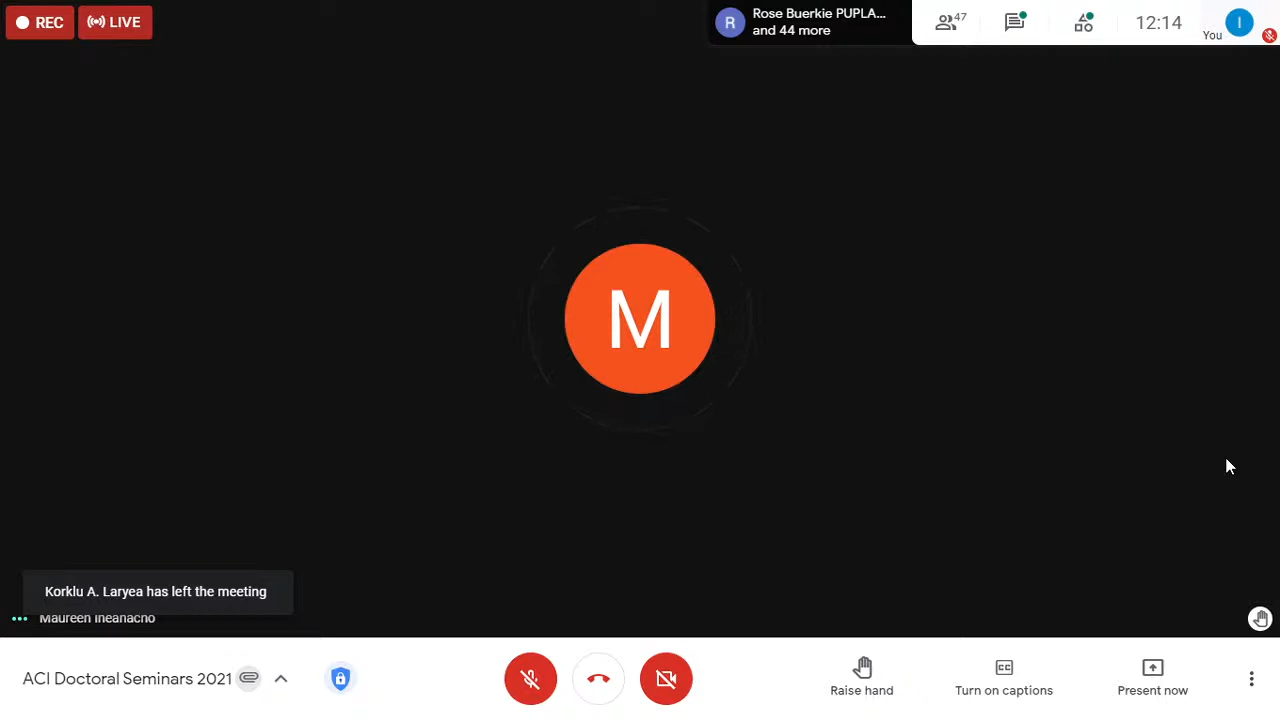 REC
LIVE
R
Rose Buerkie PUPLA...
and 44 more
47
12:14
You
I
M
Korklu A. Laryea has left the meeting
Maureen Iheanacho
ACI Doctoral Seminars 2021
CC
Raise hand
Turn on captions
Present now